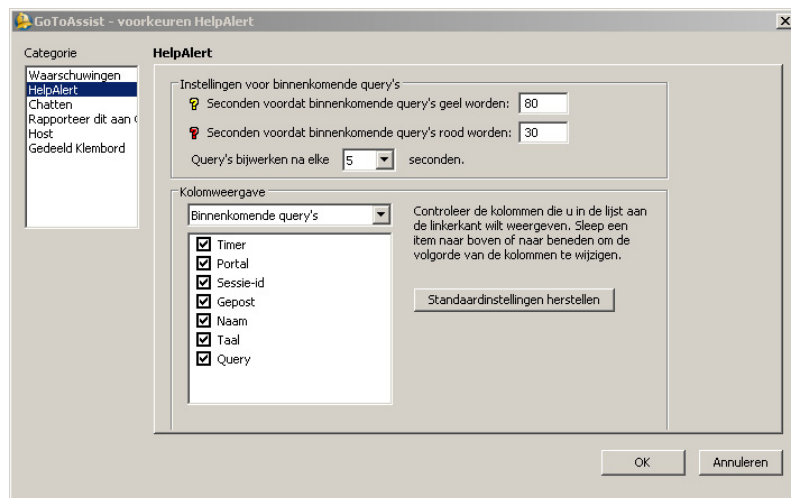 GoToAssist - voorkeuren HelpAlert
Categorie
Waarschuwingen
HelpAlert
Chatten
Rapporteer dit aan
Host
Gedeeld Klembord
HelpAlert
Instellingen voor binnenkomende query's
Seconden voordat binnenkomende query's geel worden: 80
Seconden voordat binnenkomende query's rood worden: 30
Query's bijwerken na elke 5 seconden.
Kolomweergave
Binnenkomende query's
Timer
Portal
Sessie-id
Gepost
Naam
Taal
Query
Controleer de kolommen die u in de lijst aan
de linkerkant wilt weergeven. Sleep een
item naar boven of naar beneden om de
volgorde van de kolommen te wijzigen.
Standaardinstellingen herstellen
OK
Annuleren